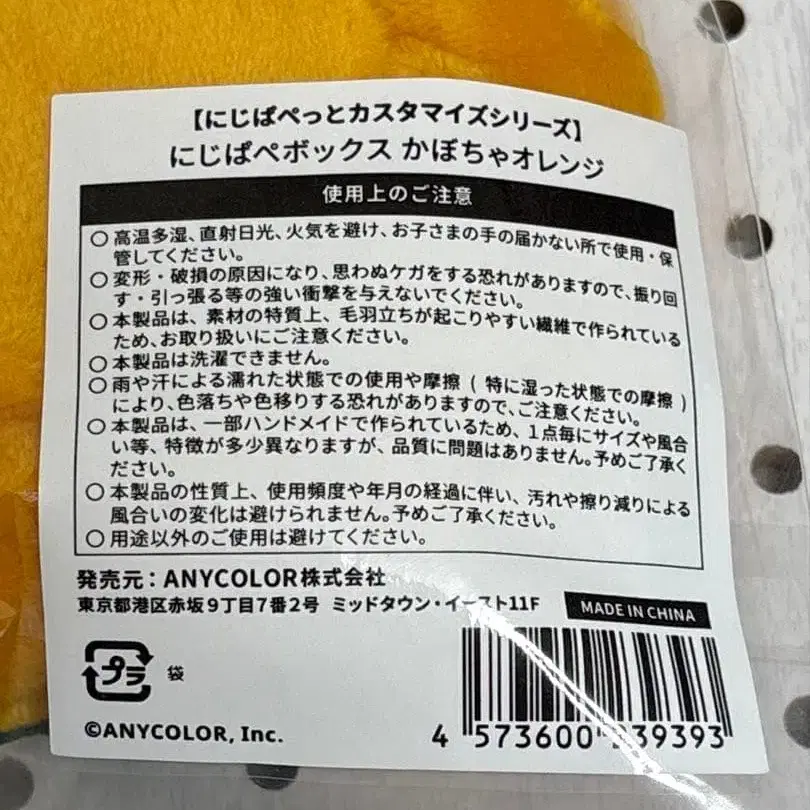 【にじぱぺっとカスタマイズシリーズ】
にじぱぺボックス かぼちゃオレンジ
使用上のご注意
○ 高温多湿、直射日光、火気を避け、お子さまの手の届かない所で使用・保
管してください。
○ 変形・破損の原因になり、思わぬケガをする恐れがありますので、振り回
す・引っ張る等の強い衝撃を与えないでください。
○ 本製品は、素材の特質上、毛羽立ちが起こりやすい繊維で作られている
ため、お取り扱いにご注意ください。
○ 本製品は洗濯できません。
○ 雨や汗による濡れた状態での使用や摩擦 ( 特に湿った状態での摩擦 )
により、色落ちや色移りする恐れがありますので、ご注意ください。
○ 本製品は、一部ハンドメイドで作られているため、1点毎にサイズや風合
い等、特徴が多少異なりますが、品質に問題はありません。予めご了承く
ださい。
○ 本製品の性質上、使用頻度や年月の経過に伴い、汚れや擦り減りによる
風合いの変化は避けられません。予めご了承ください。
○ 用途以外のご使用は避けてください。
発売元：ANYCOLOR株式会社
東京都港区赤坂9丁目7番2号 ミッドタウン・イースト11F
MADE IN CHINA
プラ 袋
©ANYCOLOR, Inc.
4 573600 39393